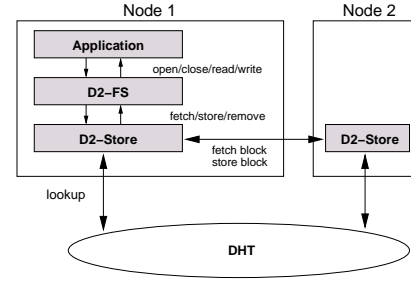 Node 1
Node 2
Application
open/close/read/write
D2−FS
fetch/store/remove
D2−Store
D2−Store
fetch block
store block
lookup
DHT